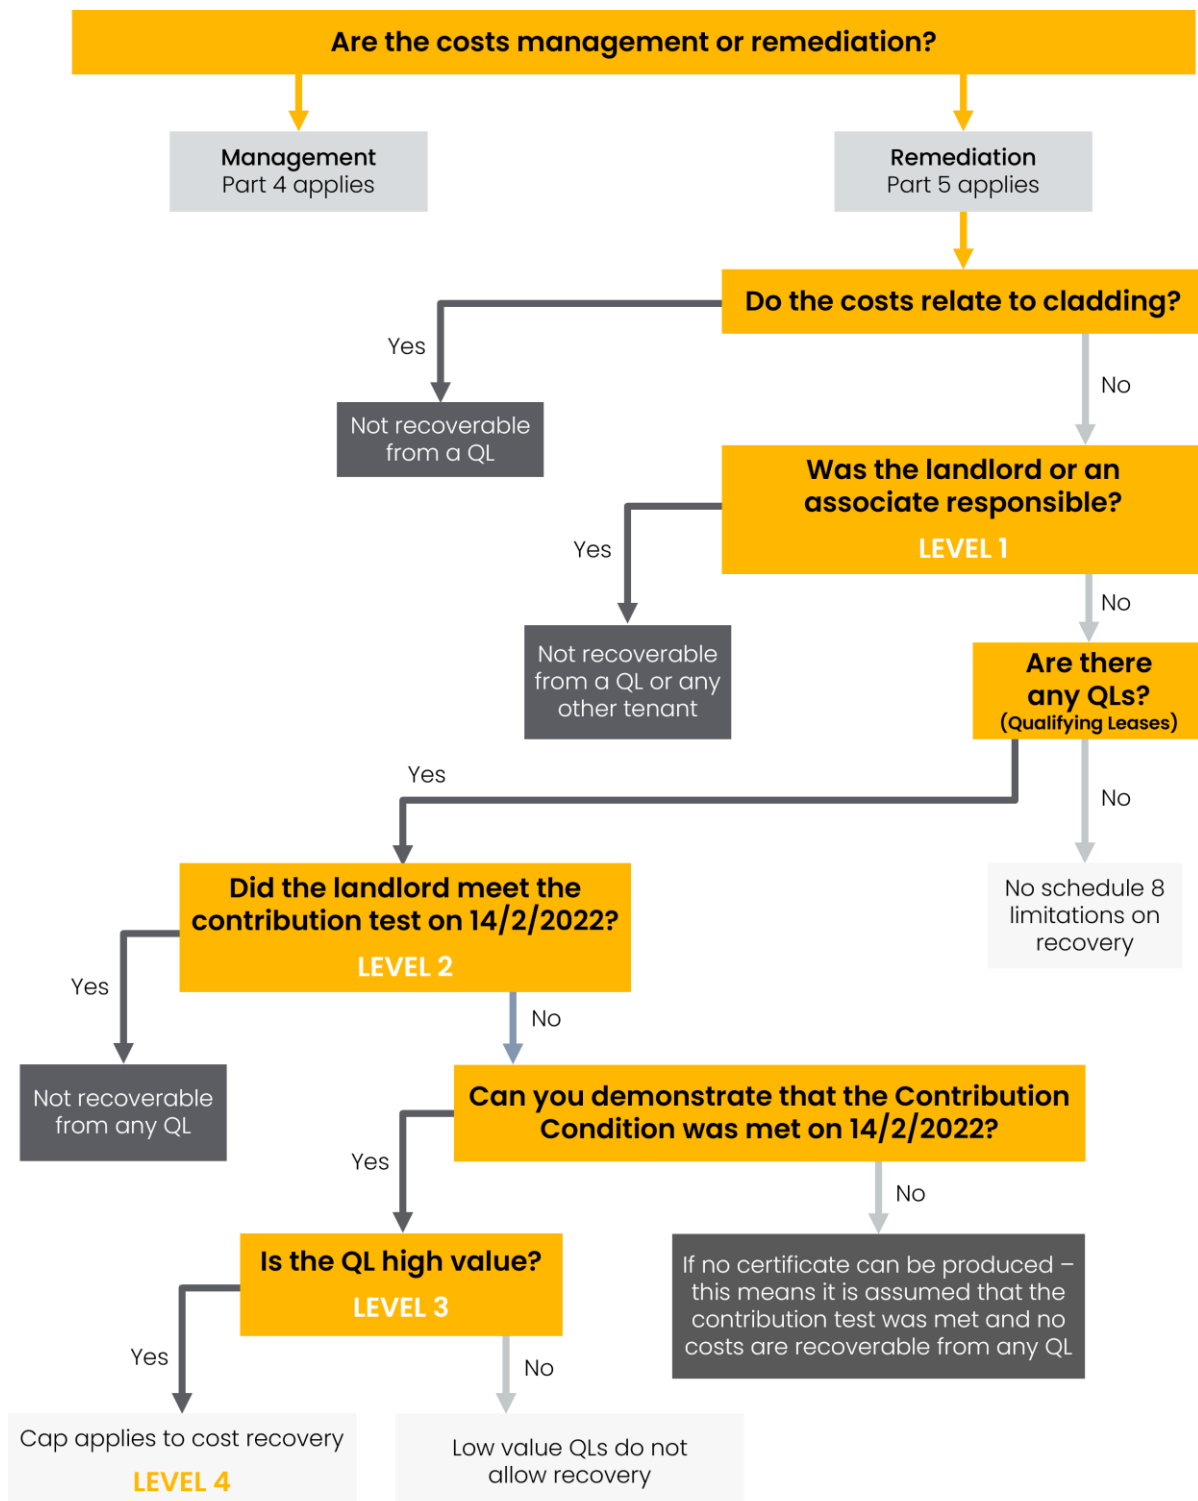 Are the costs management or remediation?
Management
Part 4 applies
Remediation
Part 5 applies
Do the costs relate to cladding?
Yes
No
Not recoverable
from a QL
Was the landlord or an
associate responsible?
LEVEL 1
Yes
No
Not recoverable
from a QL or any
other tenant
Are there
any QLs?
(Qualifying Leases)
Yes
No
No schedule 8
limitations on
recovery
Did the landlord meet the
contribution test on 14/2/2022?
LEVEL 2
Yes
No
Not recoverable
from any QL
Can you demonstrate that the Contribution
Condition was met on 14/2/2022?
Yes
No
If no certificate can be produced –
this means it is assumed that the
contribution test was met and no
costs are recoverable from any QL
Is the QL high value?
LEVEL 3
Yes
No
Cap applies to cost recovery
LEVEL 4
Low value QLs do not
allow recovery